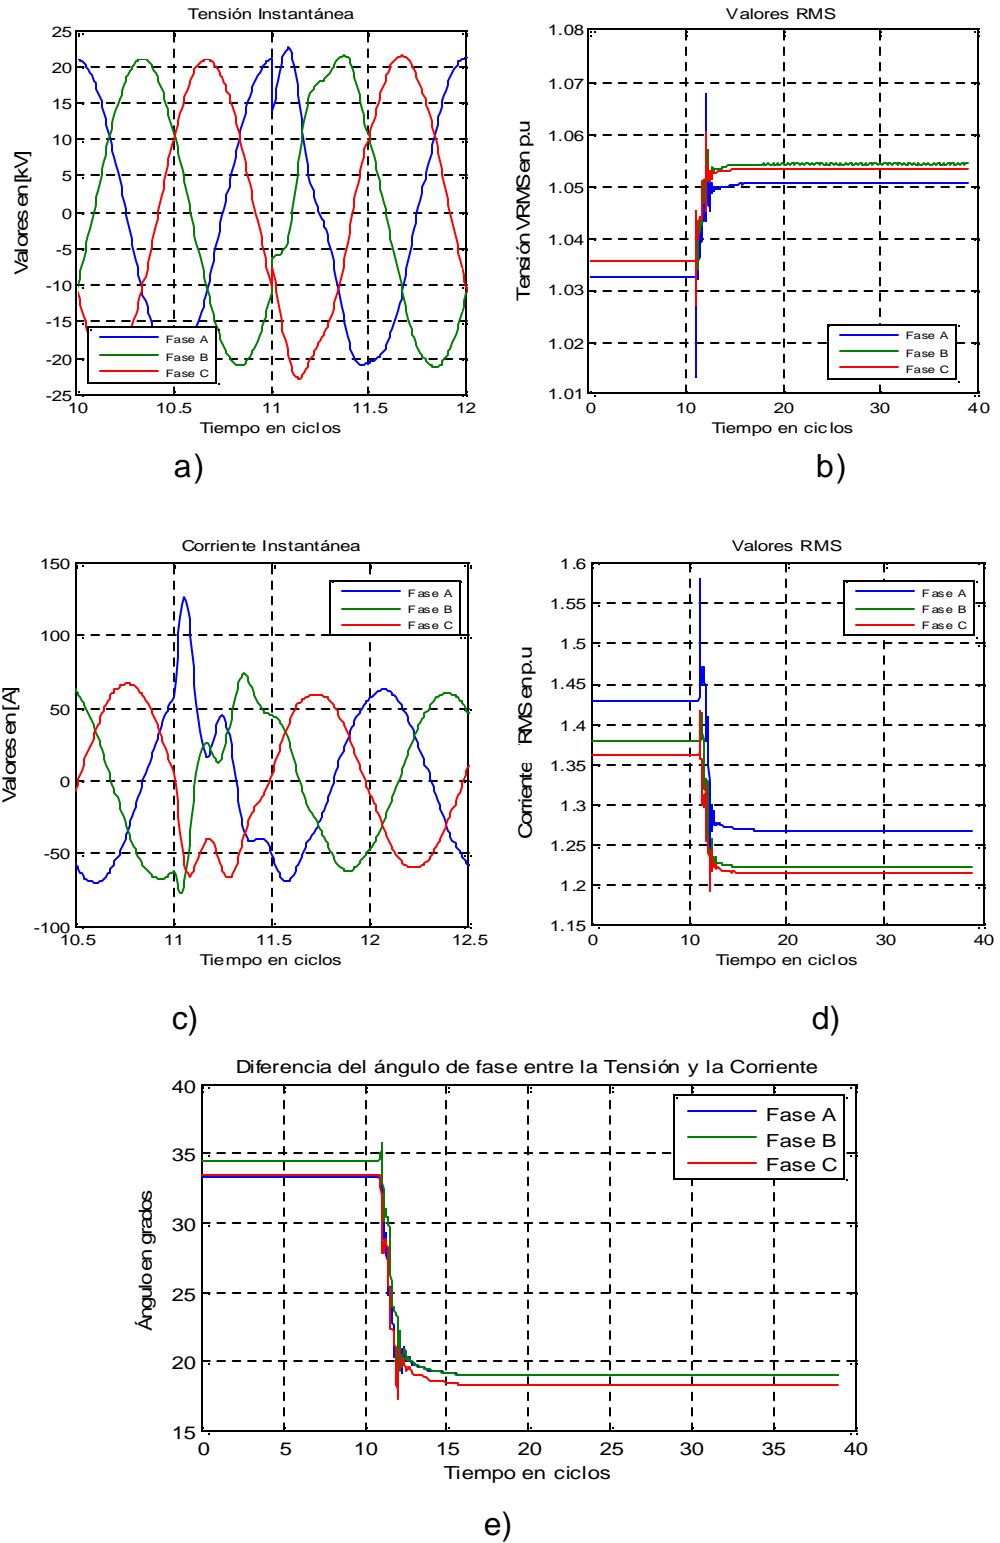 Tensión Instantánea
Valores en [kV]
25
20
15
10
5
0
-5
-10
-15
-20
-25
Fase A
Fase B
Fase C
10
10.5
11
11.5
12
Tiempo en ciclos
a)
Valores RMS
Tensión VRMS en p.u
1.08
1.07
1.06
1.05
1.04
1.03
1.02
1.01
Fase A
Fase B
Fase C
0
10
20
30
40
Tiempo en ciclos
b)
Corriente Instantánea
Valores en [A]
150
100
50
0
-50
-100
Fase A
Fase B
Fase C
10.5
11
11.5
12
12.5
Tiempo en ciclos
c)
Valores RMS
Corriente RMS en p.u
1.6
1.55
1.5
1.45
1.4
1.35
1.3
1.25
1.2
1.15
Fase A
Fase B
Fase C
0
10
20
30
40
Tiempo en ciclos
d)
Diferencia del ángulo de fase entre la Tensión y la Corriente
Ángulo en grados
40
35
30
25
20
15
Fase A
Fase B
Fase C
0
5
10
15
20
25
30
35
40
Tiempo en ciclos
e)